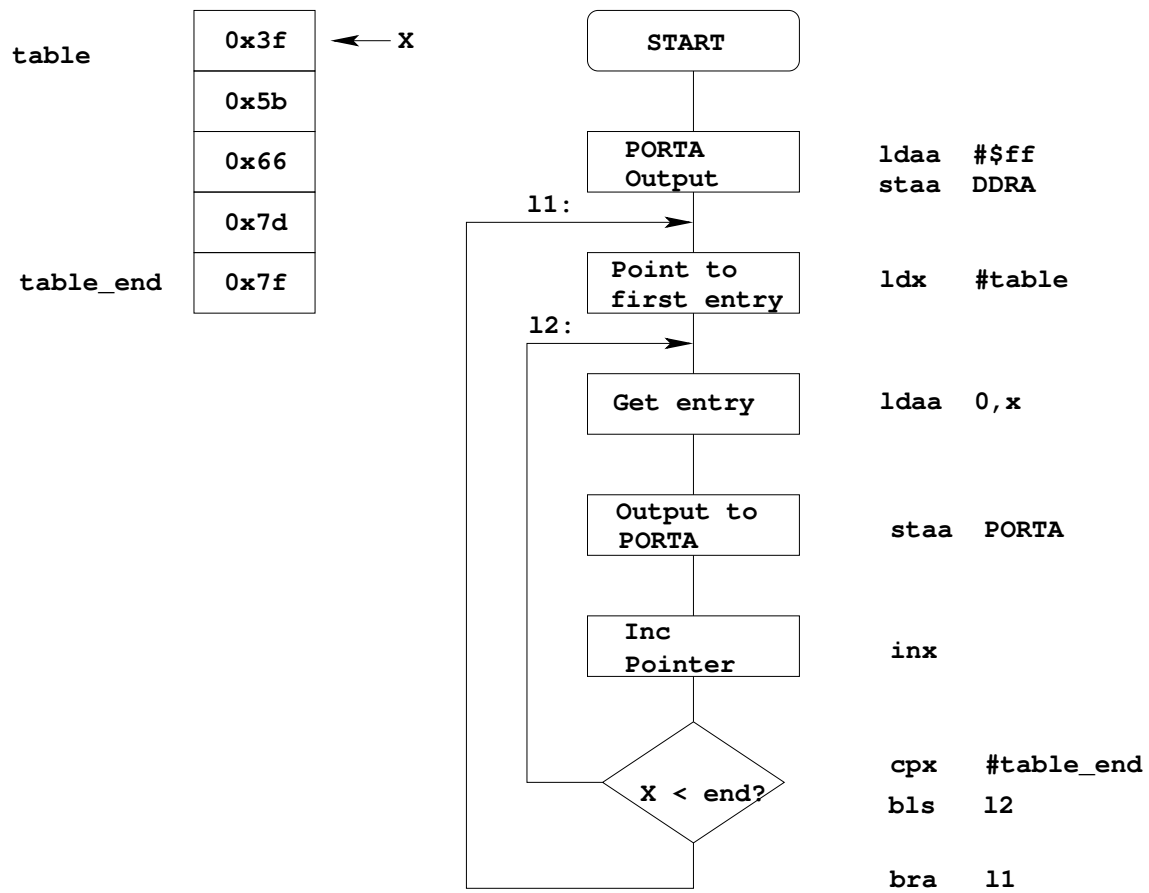 table
0x3f
X
0x5b
0x66
0x7d
table_end
0x7f
START
PORTA
Output
ldaa #$ff
staa DDRA
l1:
Point to
first entry
ldx #table
l2:
Get entry
ldaa 0,x
Output to
PORTA
staa PORTA
Inc
Pointer
inx
X < end?
cpx #table_end
bls l2
bra l1